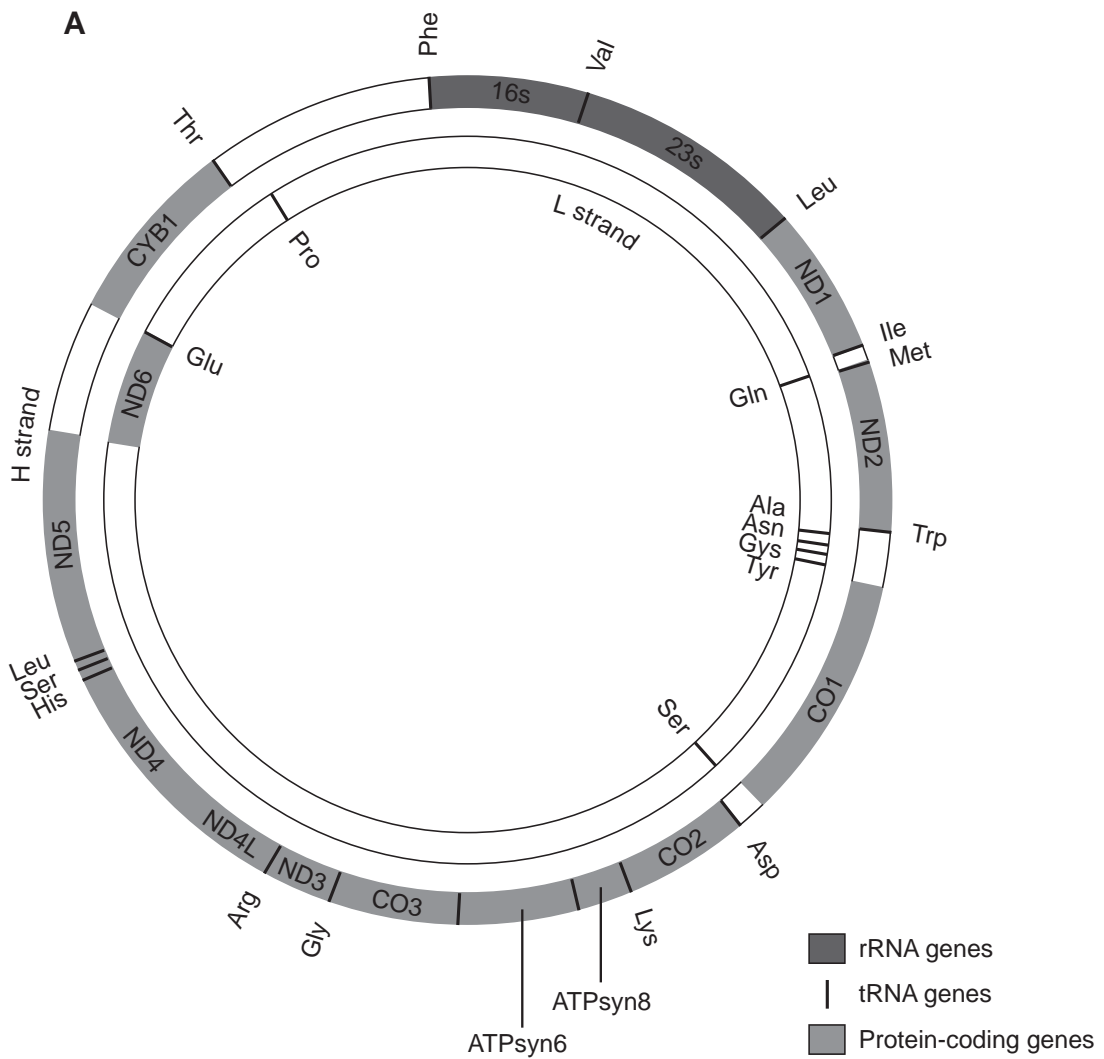 A
Phe
Val
16s
23s
Thr
Leu
CYB1
L strand
Pro
ND1
Ile
Met
Glu
Gln
ND6
H strand
ND2
Ala
Asn
Gys
Tyr
Trp
ND5
Leu
Ser
His
Ser
CO1
ND4
ND4L
ND3
CO3
CO2
Asp
Arg
Gly
Lys
ATPsyn8
ATPsyn6
rRNA genes
tRNA genes
Protein-coding genes